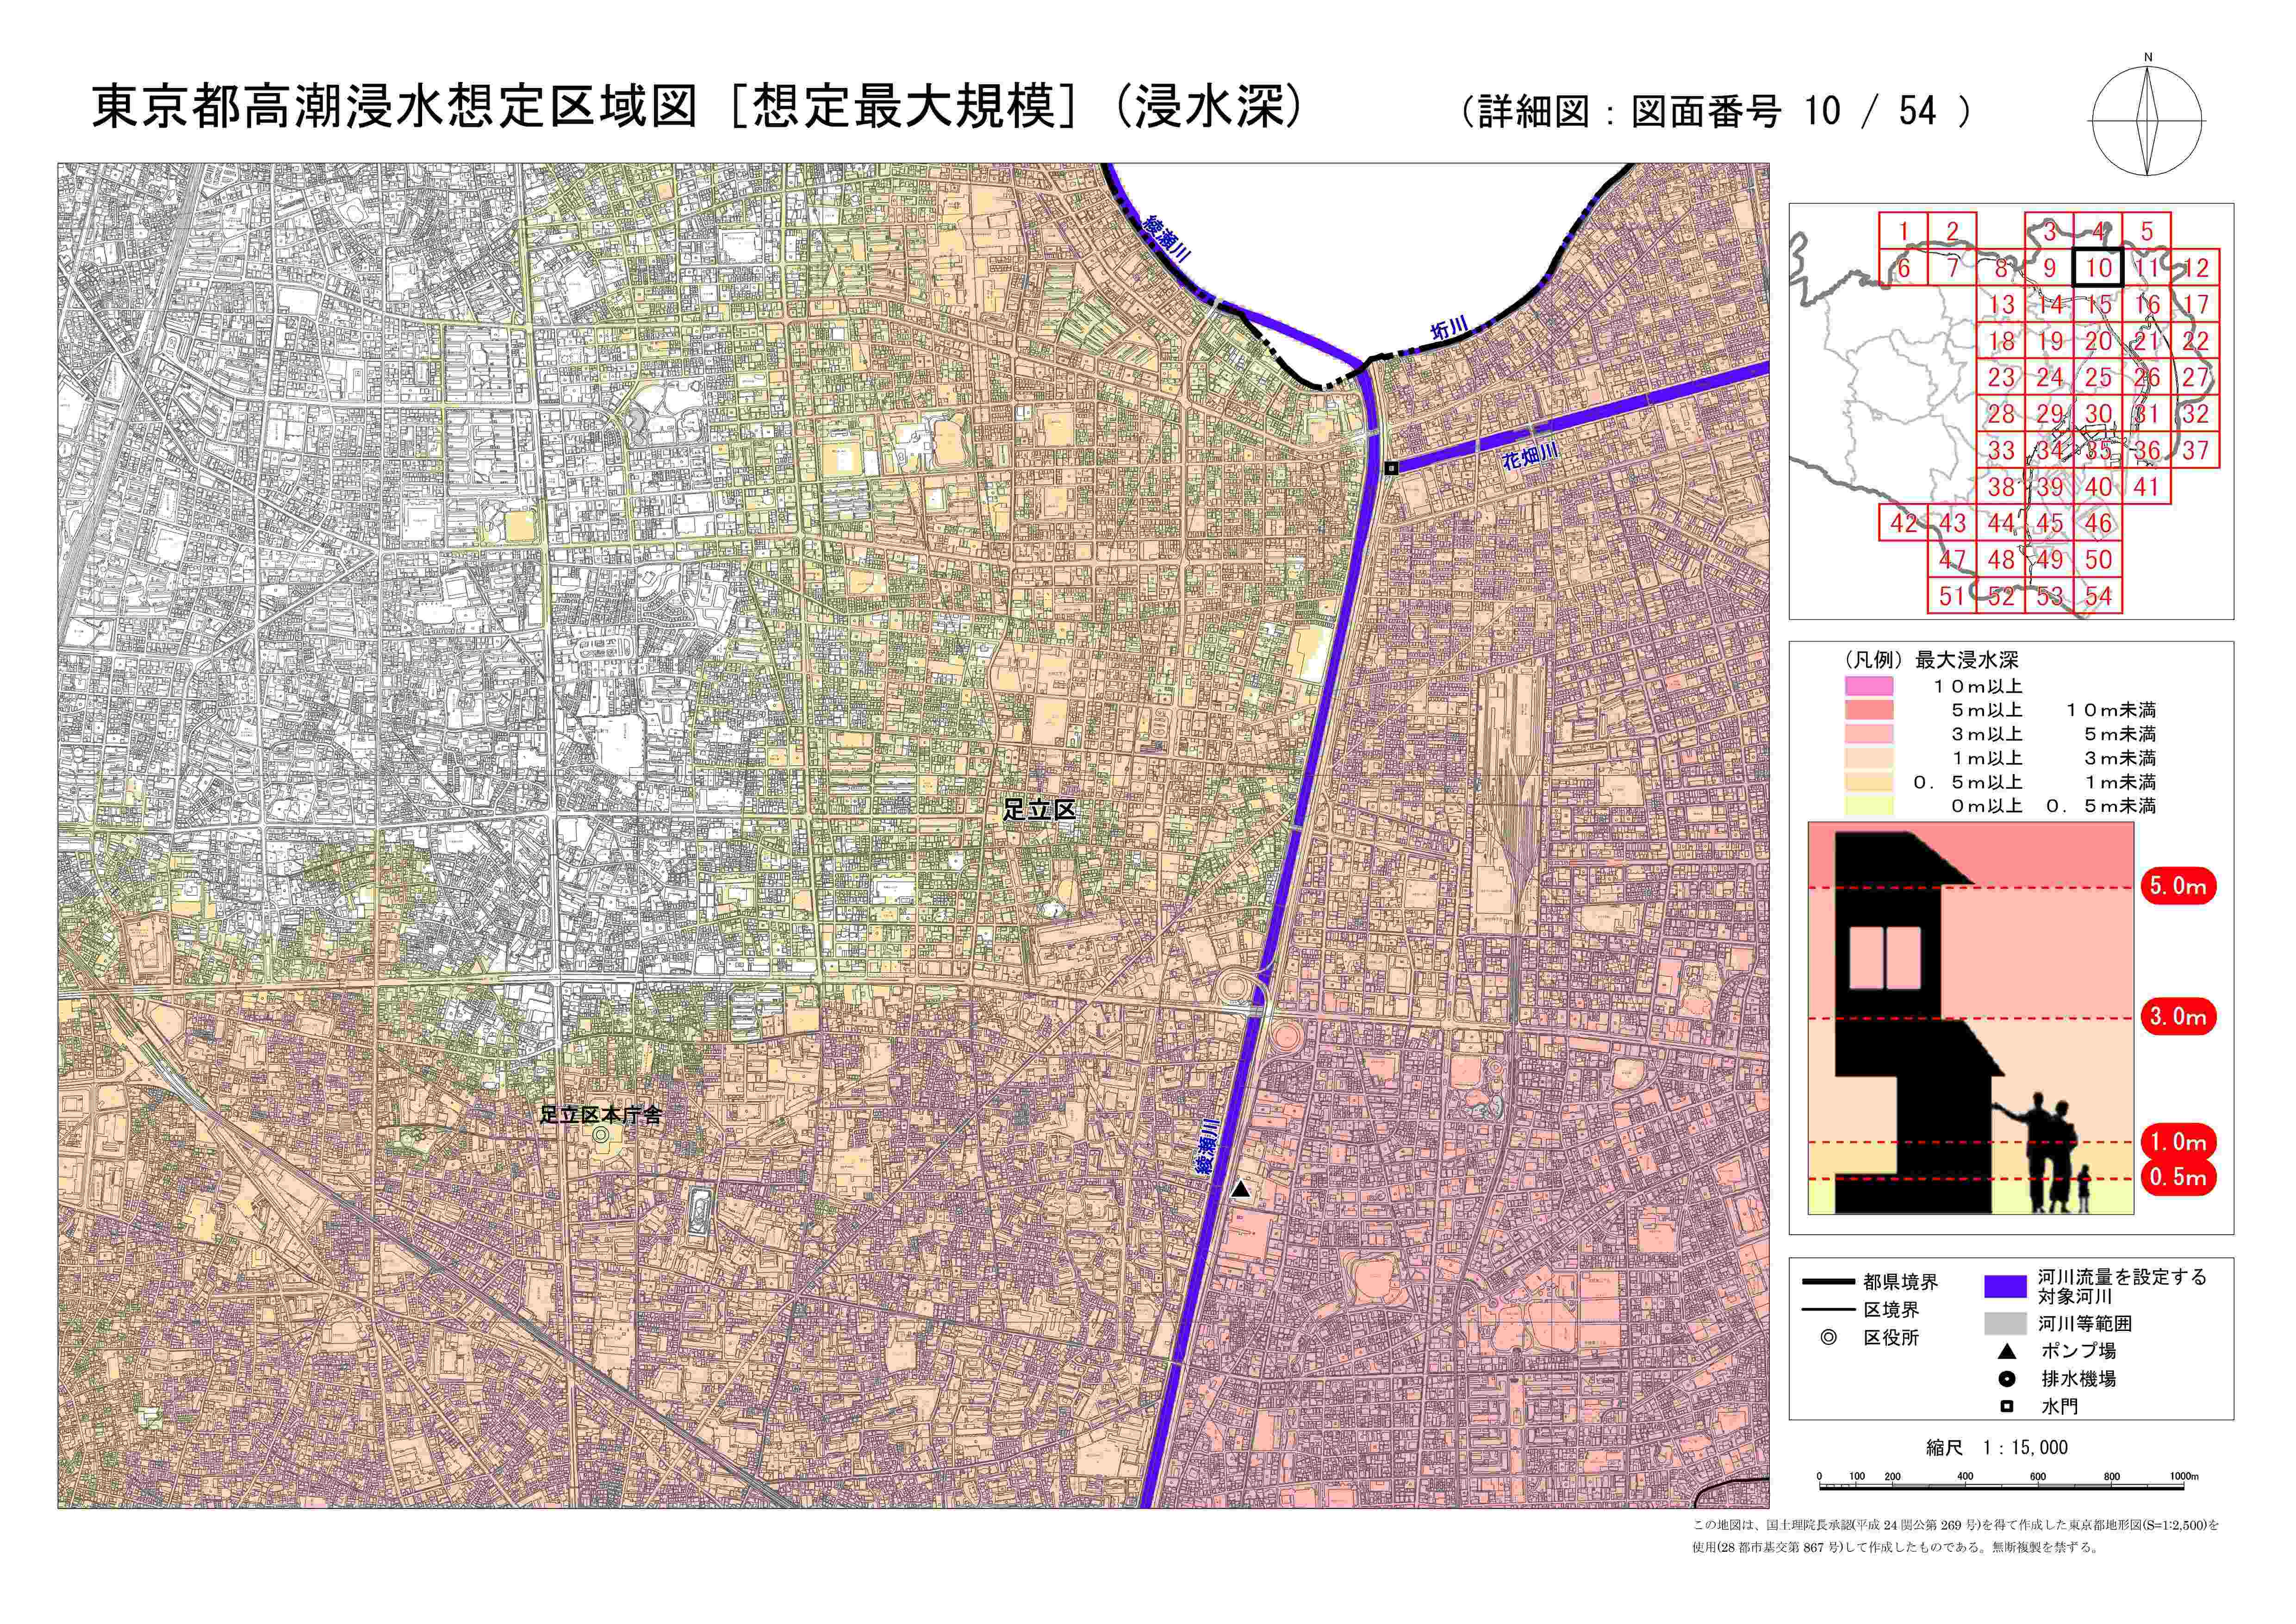 東京都高潮浸水想定区域図［想定最大規模］（浸水深）
（詳細図：図面番号 10 / 54 ）
N
綾瀬川
垳川
花畑川
足立区
足立区本庁舎
綾瀬川
1 2 3 4 5
6 7 8 9 10 11 12
13 14 15 16 17
18 19 20 21 22
23 24 25 26 27
28 29 30 31 32
33 34 35 36 37
38 39 40 41
42 43 44 45 46
47 48 49 50
51 52 53 54
（凡例）最大浸水深
１０ｍ以上
５ｍ以上 １０ｍ未満
３ｍ以上 ５ｍ未満
１ｍ以上 ３ｍ未満
０．５ｍ以上 １ｍ未満
０ｍ以上 ０．５ｍ未満
5.0m
3.0m
1.0m
0.5m
都県境界
区境界
区役所
河川流量を設定する
対象河川
河川等範囲
ポンプ場
排水機場
水門
縮尺 1：15,000
0 100 200 400 600 800 1000m
この地図は、国土地理院長承認(平成 24 関公第 269 号)を得て作成した東京都地形図(S=1:2,500)を
使用(28 都市基交第 867 号)して作成したものである。無断複製を禁ずる。